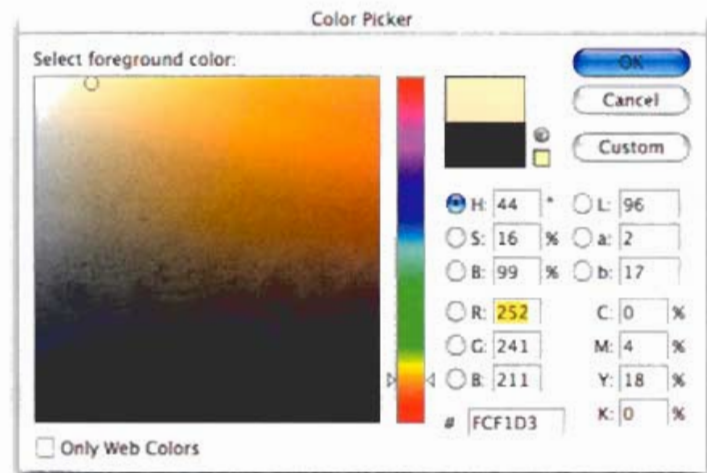 Color Picker
Select foreground color:
OK
Cancel
Custom
H: 44 °
L: 96
S: 16 %
a: 2
B: 99 %
b: 17
R: 252
C: 0 %
G: 241
M: 4 %
B: 211
Y: 18 %
# FCF1D3
K: 0 %
Only Web Colors